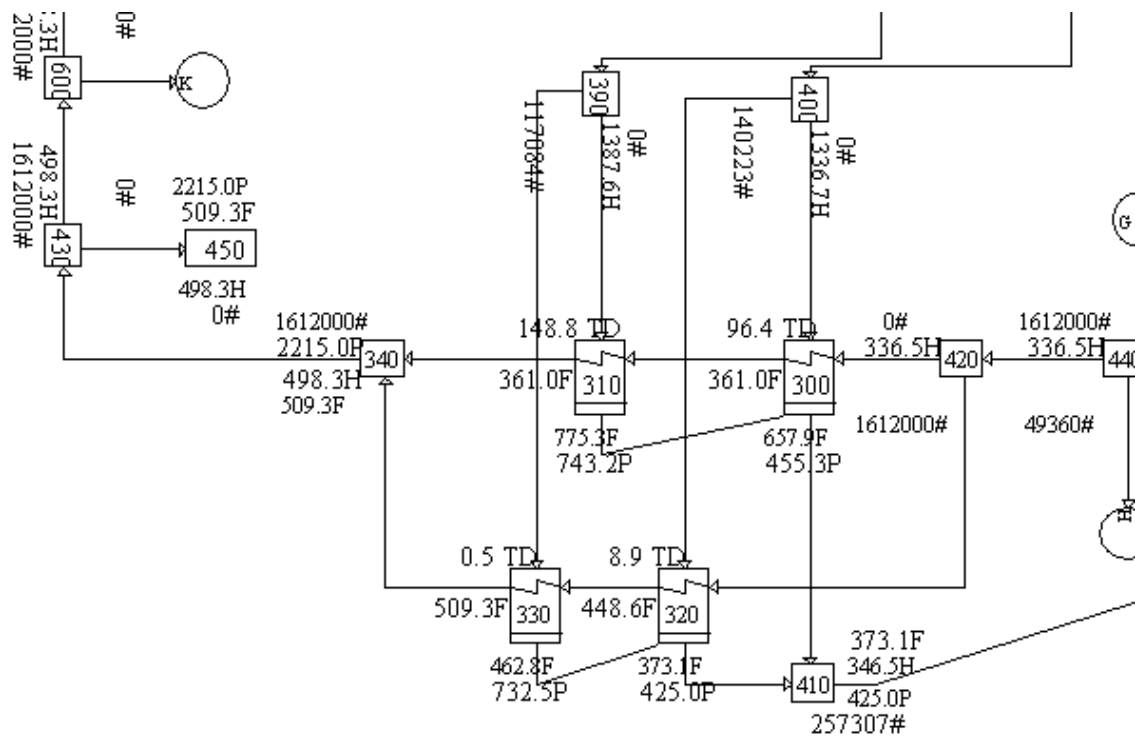 0#
20000#
600
K
390
400
117084#
1387.6H
0#
140223#
1336.7H
0#
498.3H
1612000#
0#
2215.0P
509.3F
430
450
498.3H
0#
G
1612000#
2215.0P
340
498.3H
509.3F
148.8 TD
361.0F
310
775.3F
743.2P
96.4 TD
361.0F
300
657.9F
455.3P
0#
336.5H
420
1612000#
1612000#
336.5H
440
49360#
H
0.5 TD
509.3F
330
462.8F
732.5P
8.9 TD
448.6F
320
373.1F
425.0P
410
373.1F
346.5H
425.0P
257307#